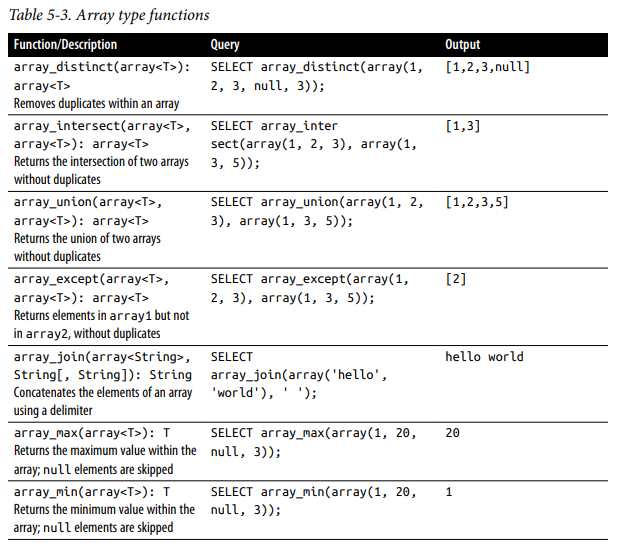 Table 5-3. Array type functions
Function/Description Query Output
array_distinct(array<T>): SELECT array_distinct(array(1, [1,2,3,null]
array<T> 2, 3, null, 3));
Removes duplicates within an array
array_intersect(array<T>, SELECT array_inter [1,3]
array<T>): array<T> sect(array(1, 2, 3), array(1,
Returns the intersection of two arrays 3, 5));
without duplicates
array_union(array<T>, SELECT array_union(array(1, 2, [1,2,3,5]
array<T>): array<T> 3), array(1, 3, 5));
Returns the union of two arrays
without duplicates
array_except(array<T>, SELECT array_except(array(1, [2]
array<T>): array<T> 2, 3), array(1, 3, 5));
Returns elements in array1 but not
in array2, without duplicates
array_join(array<String>, SELECT hello world
String[, String]): String array_join(array('hello',
Concatenates the elements of an array 'world'), ' ');
using a delimiter
array_max(array<T>): T SELECT array_max(array(1, 20, 20
Returns the maximum value within the null, 3));
array; null elements are skipped
array_min(array<T>): T SELECT array_min(array(1, 20, 1
Returns the minimum value within the null, 3));
array; null elements are skipped